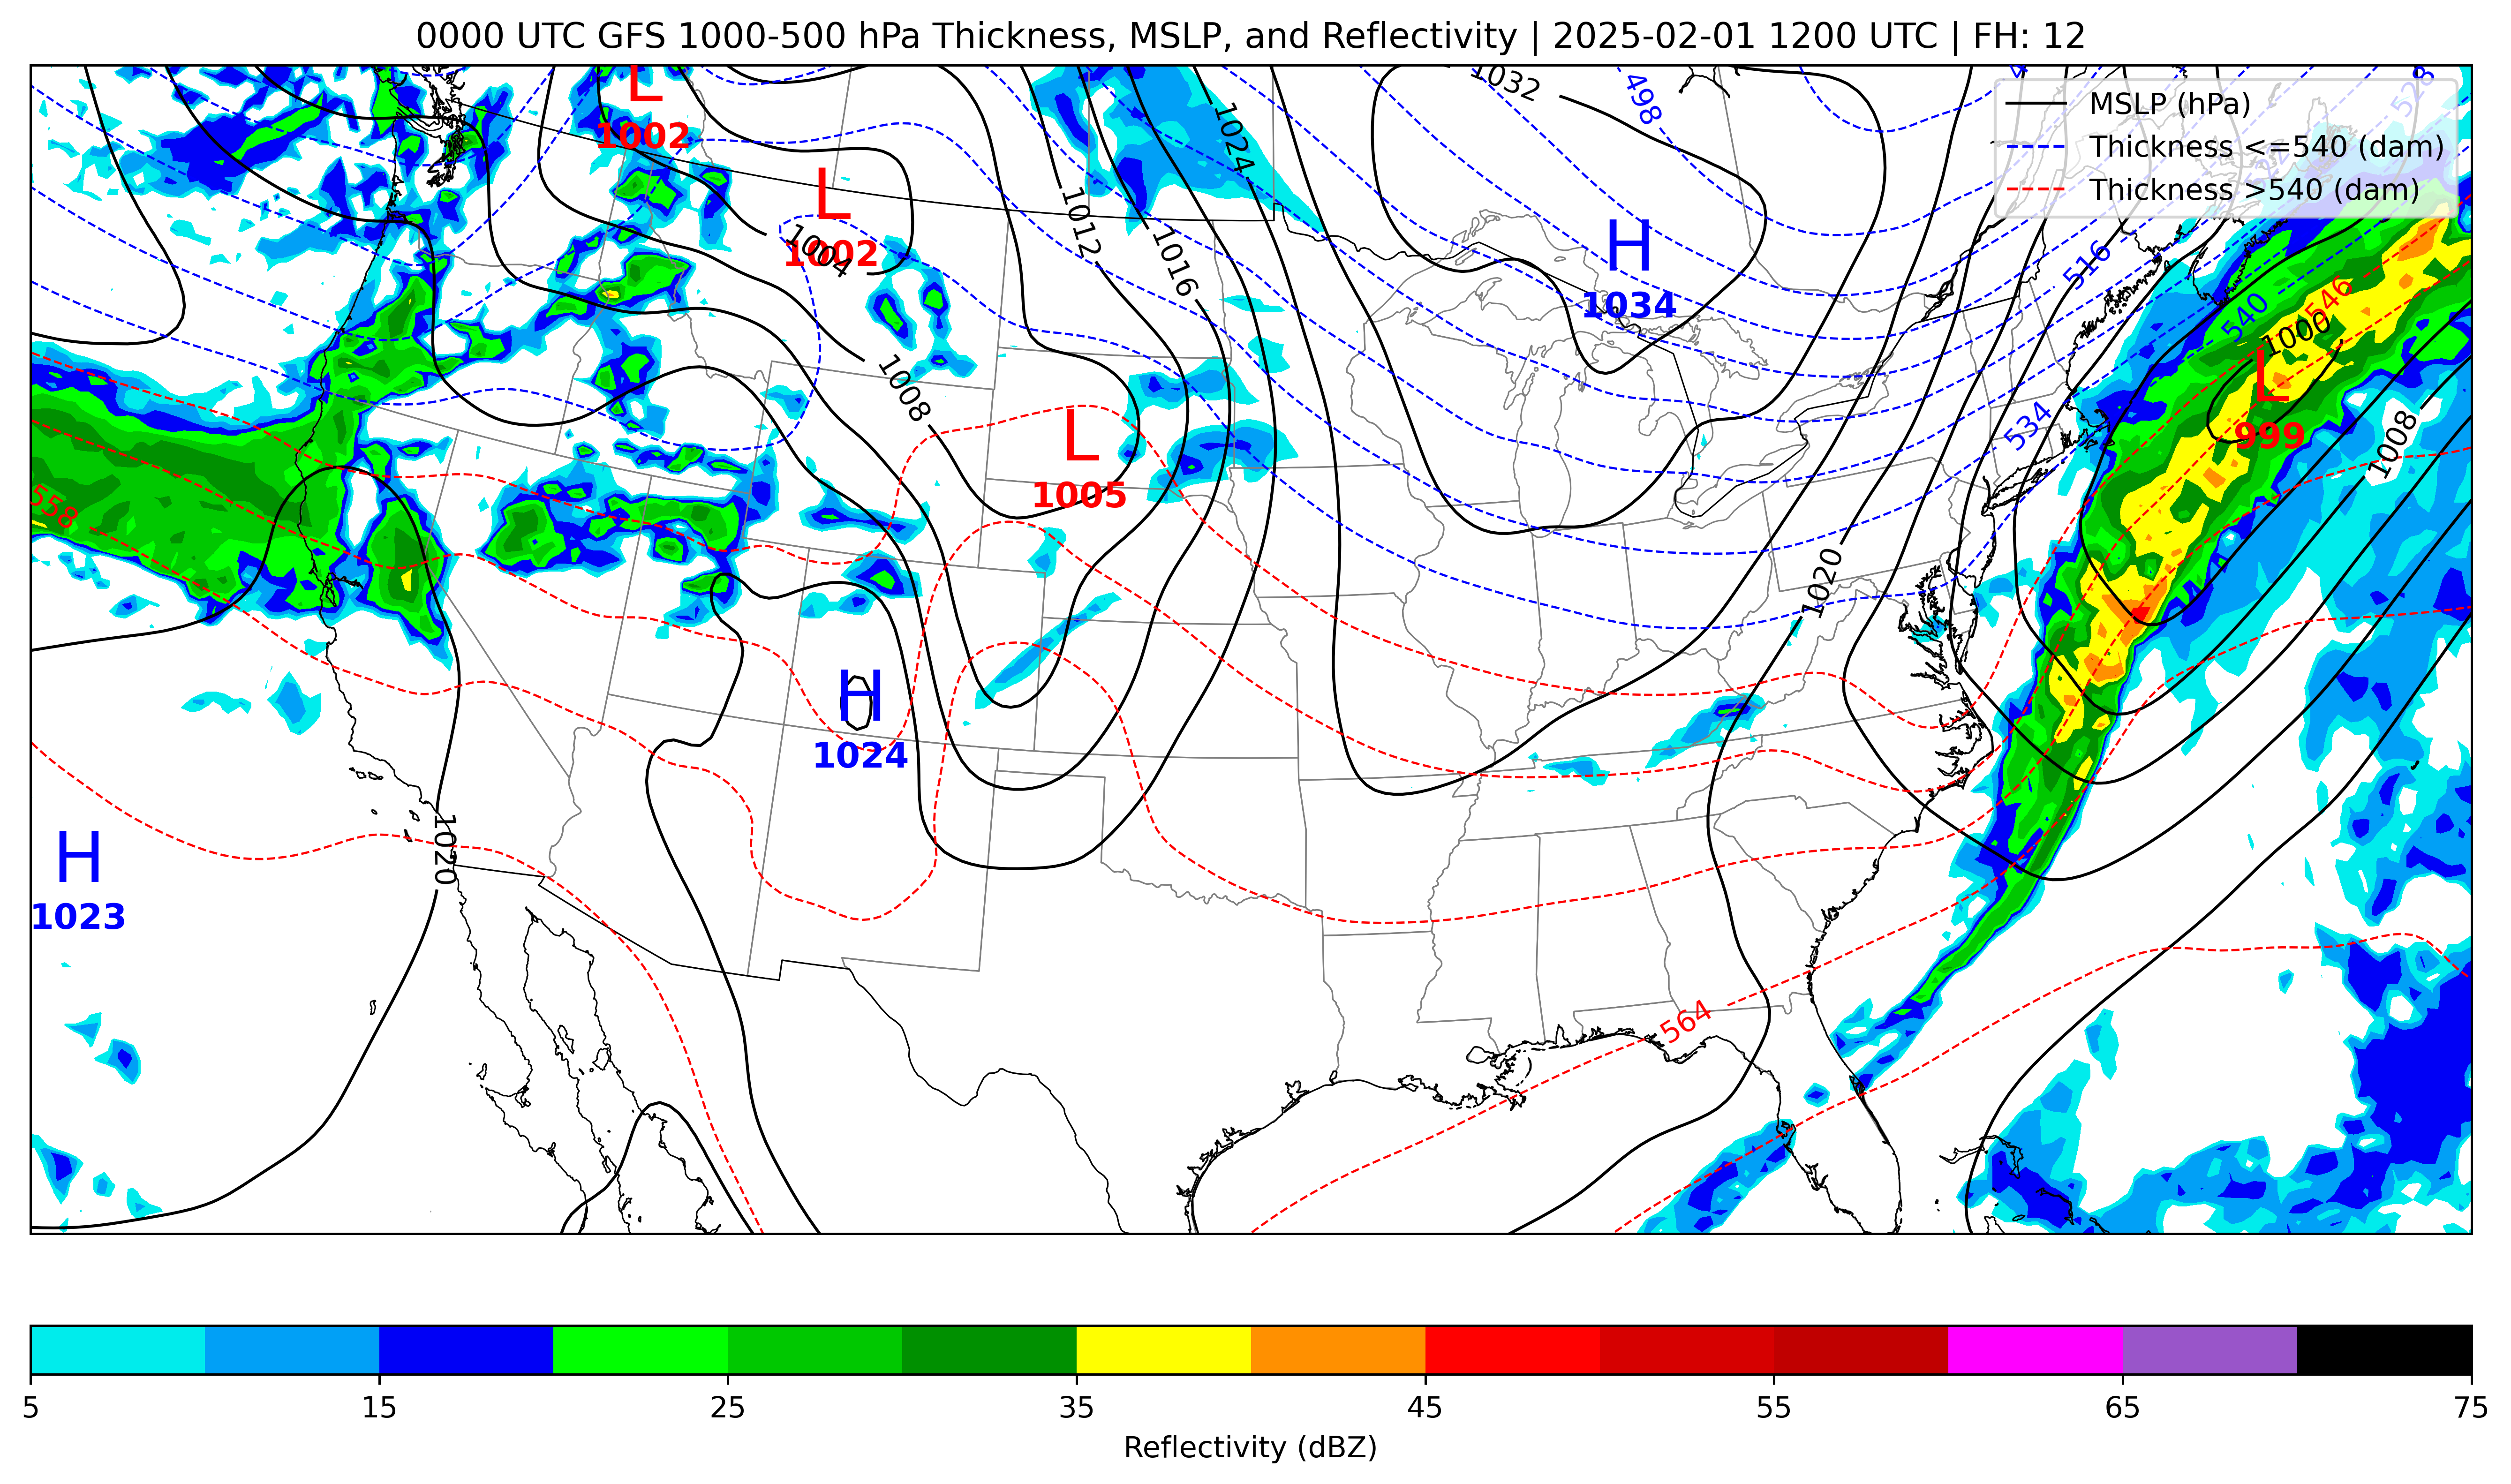 0000 UTC GFS 1000-500 hPa Thickness, MSLP, and Reflectivity | 2025-02-01 1200 UTC | FH: 12
MSLP (hPa)
Thickness <=540 (dam)
Thickness >540 (dam)
L
1002
L
1002
1004
1032
498
1024
1012
1016
H
1034
528
516
540
546
1000
L
999
534
1008
1008
L
1005
558
1020
H
1024
H
1023
1020
564
5
15
25
35
45
55
65
75
Reflectivity (dBZ)